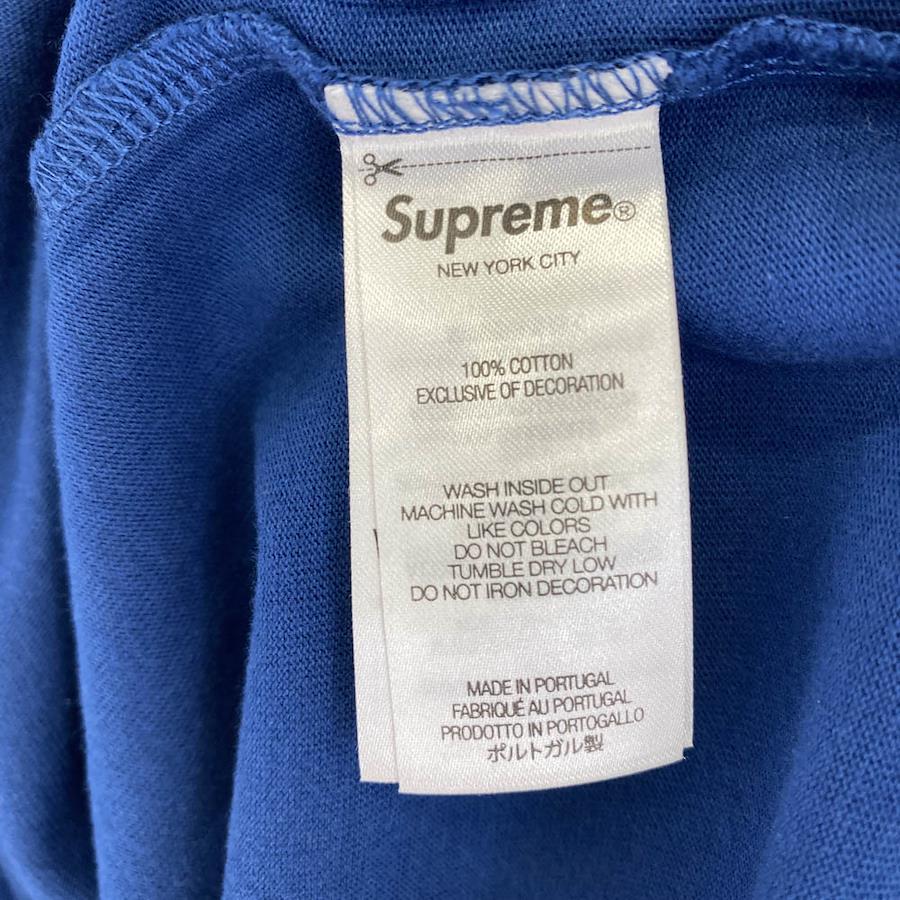 Supreme®
NEW YORK CITY
100% COTTON
EXCLUSIVE OF DECORATION
WASH INSIDE OUT
MACHINE WASH COLD WITH
LIKE COLORS
DO NOT BLEACH
TUMBLE DRY LOW
DO NOT IRON DECORATION
MADE IN PORTUGAL
FABRIQUÉ AU PORTUGAL
PRODOTTO IN PORTOGALLO
ポルトガル製